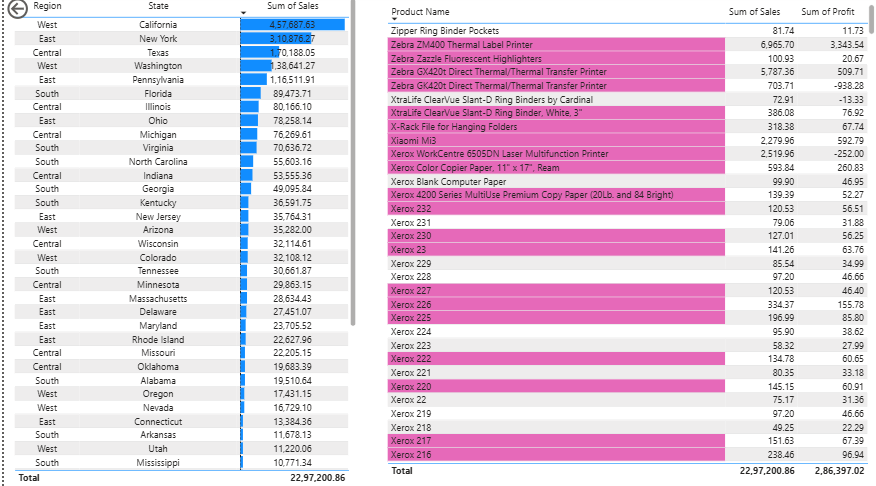 Region State Sum of Sales
West California 4,57,687.63
East New York 3,10,876.27
Central Texas 1,70,188.05
West Washington 1,38,641.27
East Pennsylvania 1,16,511.91
South Florida 89,473.71
Central Illinois 80,166.10
East Ohio 78,258.14
Central Michigan 76,269.61
South Virginia 70,636.72
South North Carolina 55,603.16
Central Indiana 53,555.36
South Georgia 49,095.84
South Kentucky 36,591.75
East New Jersey 35,764.31
West Arizona 35,282.00
Central Wisconsin 32,114.61
West Colorado 32,108.12
South Tennessee 30,661.87
Central Minnesota 29,863.15
East Massachusetts 28,634.43
East Delaware 27,451.07
East Maryland 23,705.52
East Rhode Island 22,627.96
Central Missouri 22,205.15
Central Oklahoma 19,683.39
South Alabama 19,510.64
West Oregon 17,431.15
West Nevada 16,729.10
East Connecticut 13,384.36
South Arkansas 11,678.13
West Utah 11,220.06
South Mississippi 10,771.34
Total 22,97,200.86
Product Name Sum of Sales Sum of Profit
Zipper Ring Binder Pockets 81.74 11.73
Zebra ZM400 Thermal Label Printer 6,965.70 3,343.54
Zebra Zazzle Fluorescent Highlighters 100.93 20.67
Zebra GX420t Direct Thermal/Thermal Transfer Printer 5,787.36 509.71
Zebra GK420t Direct Thermal/Thermal Transfer Printer 703.71 -938.28
XtraLife ClearVue Slant-D Ring Binders by Cardinal 72.91 -13.33
XtraLife ClearVue Slant-D Ring Binder, White, 3" 386.08 76.92
X-Rack File for Hanging Folders 318.38 67.74
Xiaomi Mi3 2,279.96 592.79
Xerox WorkCentre 6505DN Laser Multifunction Printer 2,519.96 -252.00
Xerox Color Copier Paper, 11" x 17", Ream 593.84 260.83
Xerox Blank Computer Paper 99.90 46.95
Xerox 4200 Series MultiUse Premium Copy Paper (20Lb. and 84 Bright) 139.39 52.27
Xerox 232 120.53 56.51
Xerox 231 79.06 31.88
Xerox 230 127.01 56.25
Xerox 23 141.26 63.76
Xerox 229 85.54 34.99
Xerox 228 97.20 46.66
Xerox 227 120.53 46.40
Xerox 226 334.37 155.78
Xerox 225 196.99 85.80
Xerox 224 95.90 38.62
Xerox 223 58.32 27.99
Xerox 222 134.78 60.65
Xerox 221 80.35 33.18
Xerox 220 145.15 60.91
Xerox 22 75.17 31.36
Xerox 219 97.20 46.66
Xerox 218 49.25 22.29
Xerox 217 151.63 67.39
Xerox 216 238.46 96.94
Total 22,97,200.86 2,86,397.02